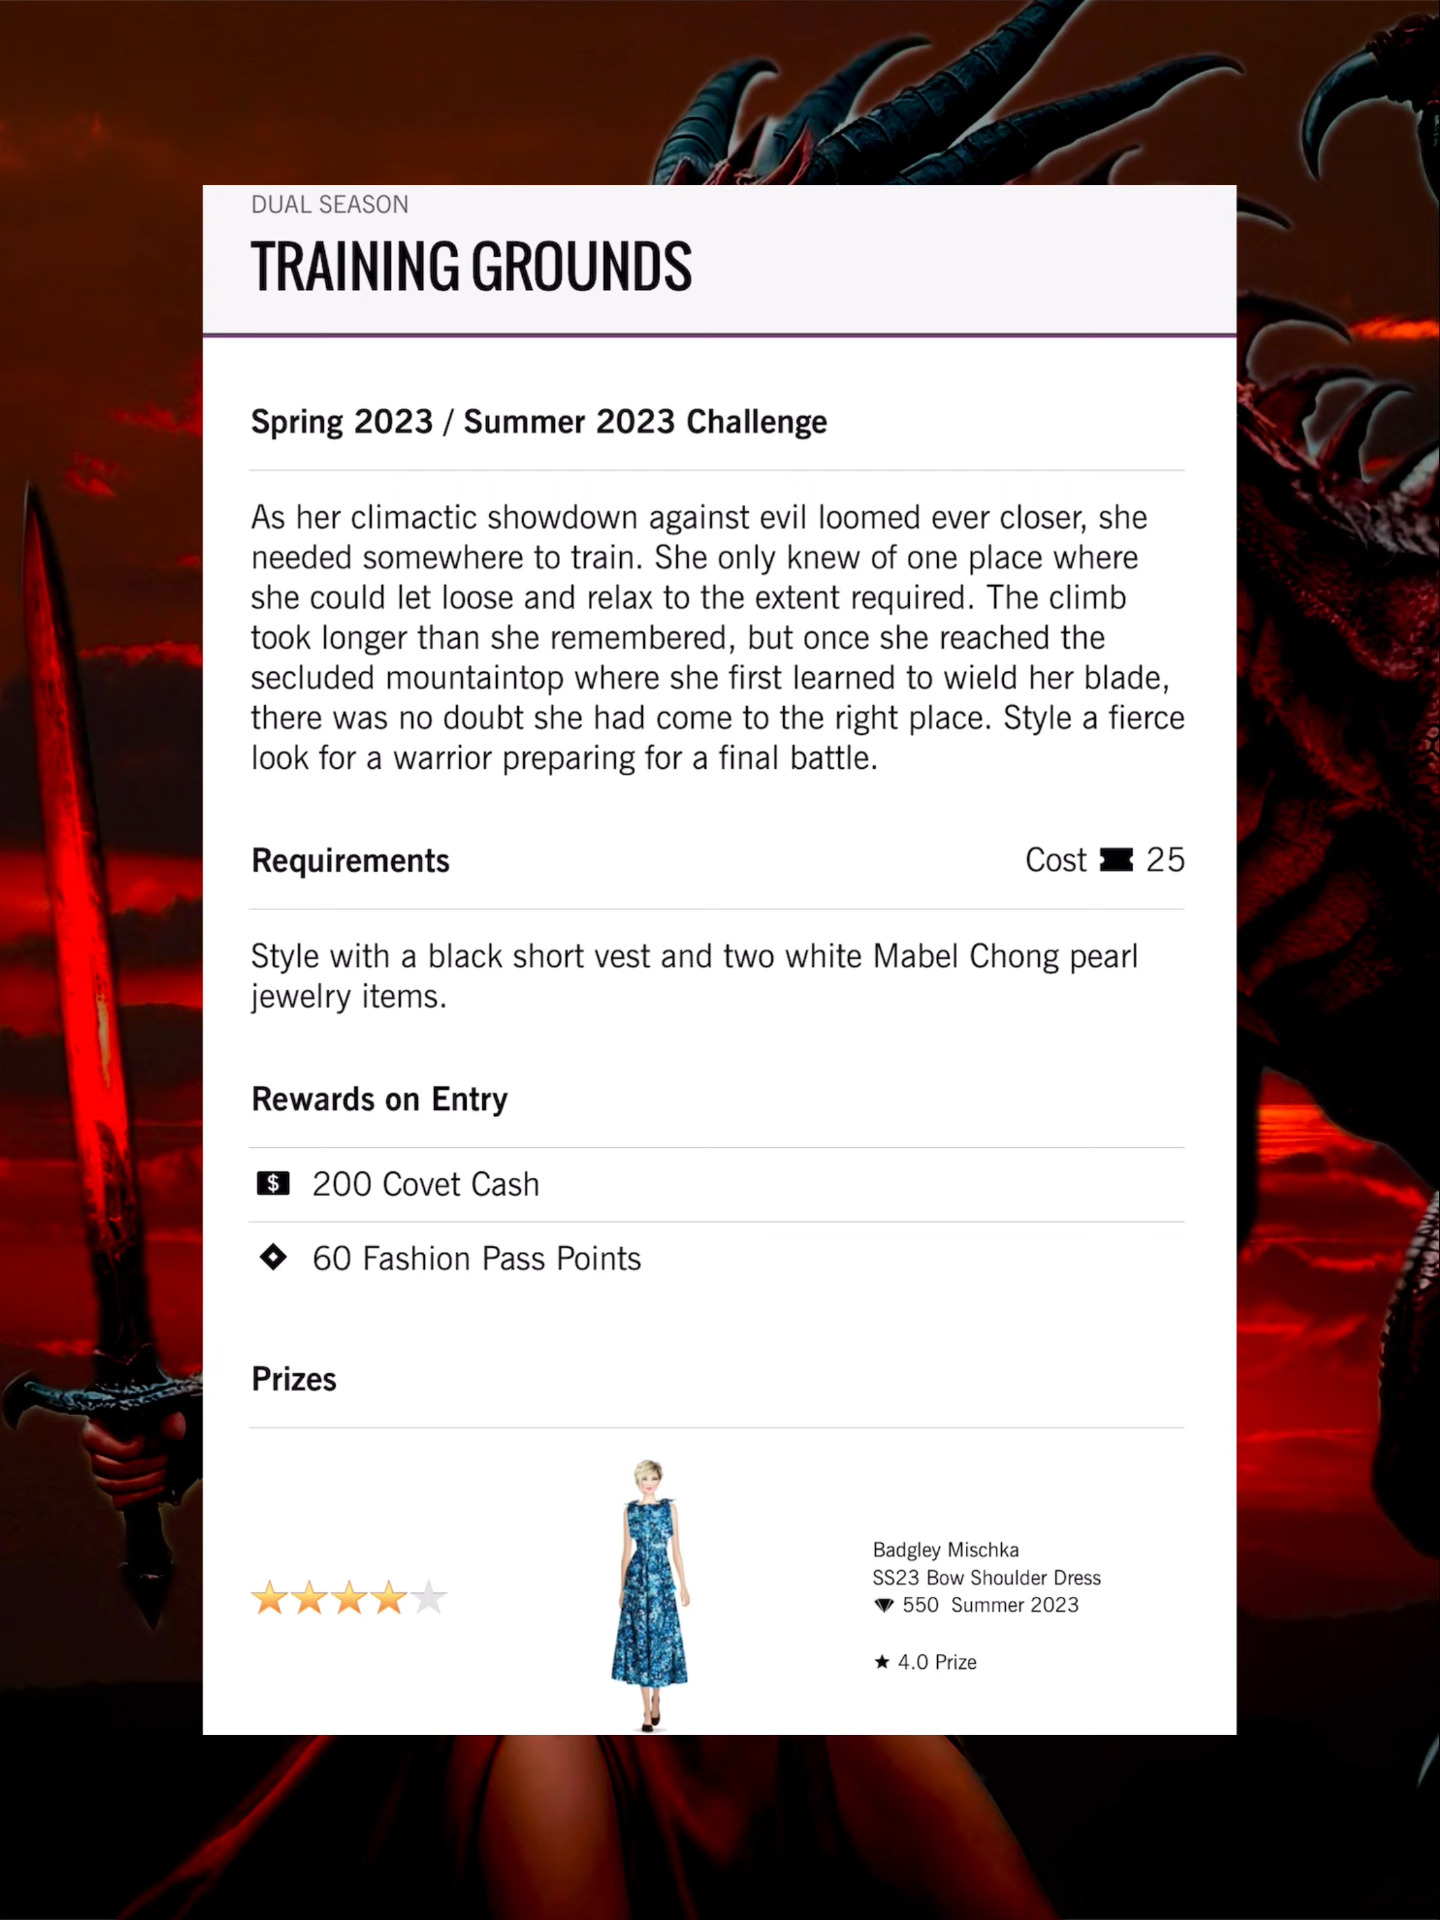 DUAL SEASON
TRAINING GROUNDS
Spring 2023 / Summer 2023 Challenge
As her climactic showdown against evil loomed ever closer, she
needed somewhere to train. She only knew of one place where
she could let loose and relax to the extent required. The climb
took longer than she remembered, but once she reached the
secluded mountaintop where she first learned to wield her blade,
there was no doubt she had come to the right place. Style a fierce
look for a warrior preparing for a final battle.
Requirements
Cost 25
Style with a black short vest and two white Mabel Chong pearl
jewelry items.
Rewards on Entry
$ 200 Covet Cash
60 Fashion Pass Points
Prizes
Badgley Mischka
SS23 Bow Shoulder Dress
550 Summer 2023
★ 4.0 Prize